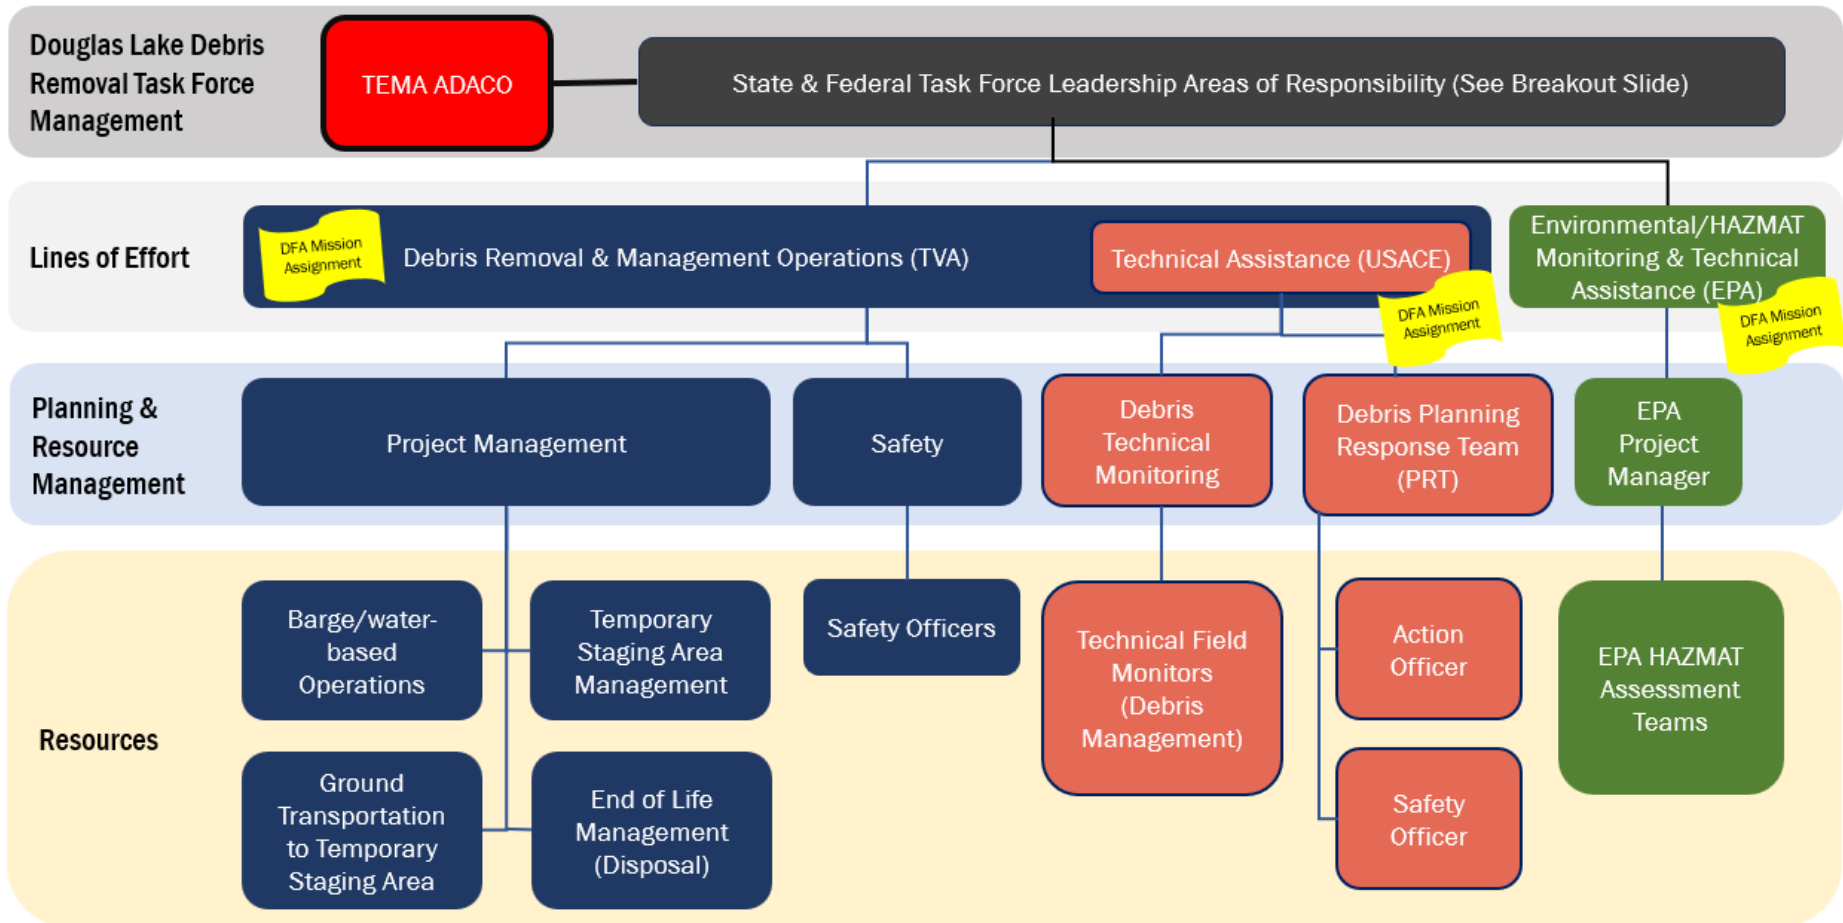 Douglas Lake Debris
Removal Task Force
Management
TEMA ADACO
State & Federal Task Force Leadership Areas of Responsibility (See Breakout Slide)
Lines of Effort
DFA Mission
Assignment
Debris Removal & Management Operations (TVA)
Technical Assistance (USACE)
DFA Mission
Assignment
Environmental/HAZMAT
Monitoring & Technical
Assistance (EPA)
DFA Mission
Assignment
Planning &
Resource
Management
Project Management
Safety
Debris
Technical
Monitoring
Debris Planning
Response Team
(PRT)
EPA
Project
Manager
Resources
Barge/water-
based
Operations
Temporary
Staging Area
Management
Safety Officers
Technical Field
Monitors
(Debris
Management)
Action
Officer
EPA HAZMAT
Assessment
Teams
Ground
Transportation
to Temporary
Staging Area
End of Life
Management
(Disposal)
Safety
Officer